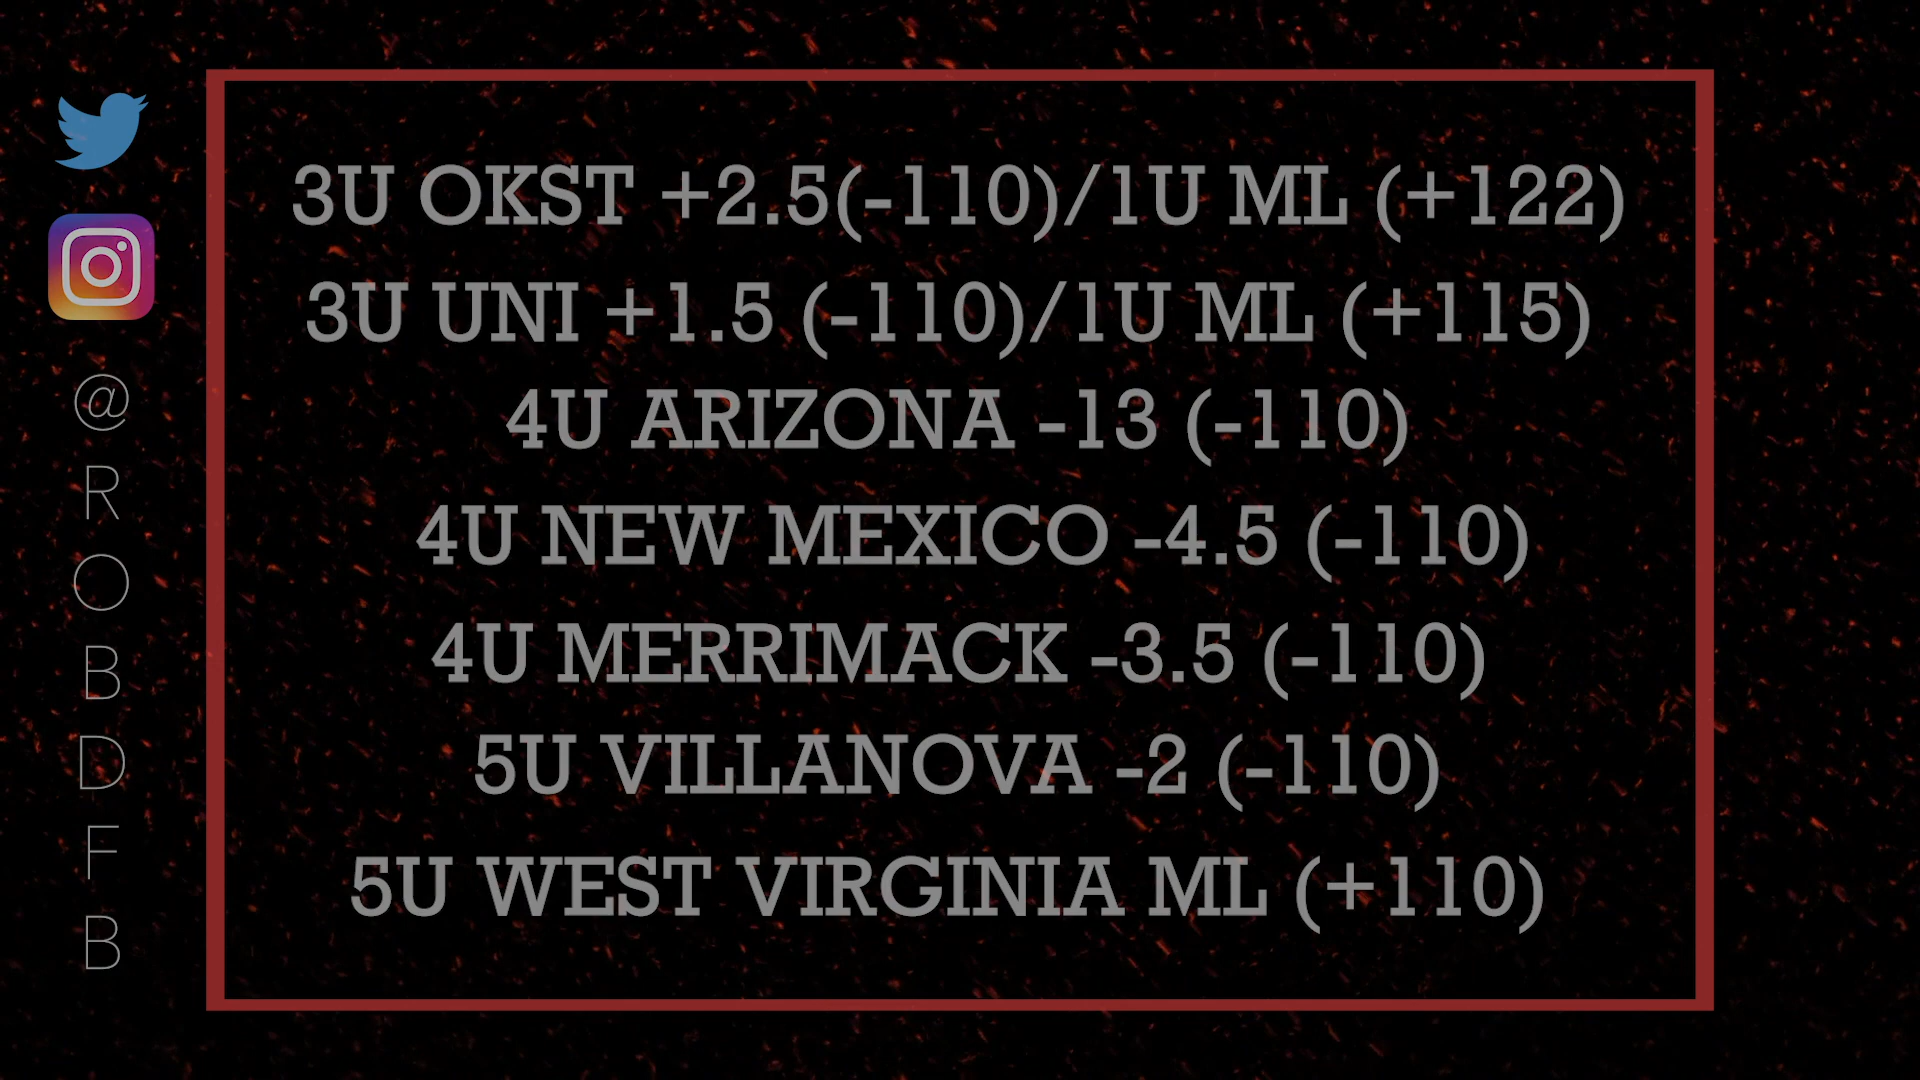 3U OKST +2.5(-110)/1U ML (+122)
3U UNI +1.5 (-110)/1U ML (+115)
4U ARIZONA -13 (-110)
4U NEW MEXICO -4.5 (-110)
4U MERRIMACK -3.5 (-110)
5U VILLANOVA -2 (-110)
5U WEST VIRGINIA ML (+110)
@ROBDFB